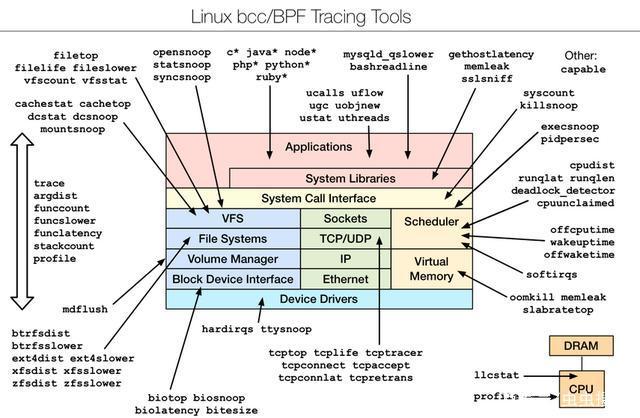 Linux bcc/BPF Tracing Tools
filetop
filelife fileslower
vfscount vfsstat
opensnoop
statsnoop
syncsnoop
c* java* node*
php* python*
ruby*
mysqld_qslower
bashreadline
gethostlatency
memleak
sslsniff
Other:
capable
cachestat cachetop
dcstat dcsnoop
mountsnoop
ucalls uflow
ugc uobjnew
ustat uthreads
syscount
killsnoop
execsnoop
pidpersec
Applications
System Libraries
System Call Interface
VFS
Sockets
Scheduler
File Systems
TCP/UDP
Volume Manager
IP
Virtual
Memory
Block Device Interface
Ethernet
Device Drivers
trace
argdist
funccount
funcslower
funclatency
stackcount
profile
cpudist
runqlat runqlen
deadlock_detector
cpuunclaimed
offcputime
wakeuptime
offwaketime
softirqs
mdflush
hardirqs ttysnoop
oomkill memleak
slabratetop
btrfsdist
btrfsslower
ext4dist ext4slower
xfsdist xfsslower
zfsdist zfsslower
tcptop tcplife tcptracer
tcpconnect tcpaccept
tcpconnlat tcpretrans
biotop biosnoop
biolatency bitesize
DRAM
llcstat
CPU
profile